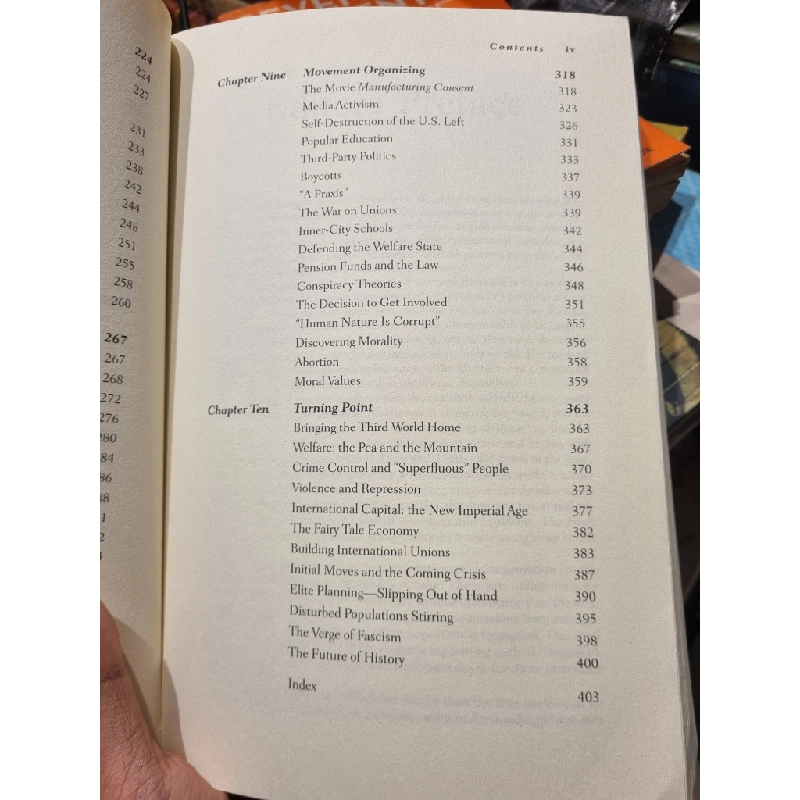 Contents ix
Chapter Nine Movement Organizing 318
The Movie Manufacturing Consent 318
Media Activism 323
Self-Destruction of the U.S. Left 326
Popular Education 331
Third-Party Politics 333
Boycotts 337
"A Praxis" 339
The War on Unions 339
Inner-City Schools 342
Defending the Welfare State 344
Pension Funds and the Law 346
Conspiracy Theories 348
The Decision to Get Involved 351
"Human Nature Is Corrupt" 355
Discovering Morality 356
Abortion 358
Moral Values 359
Chapter Ten Turning Point 363
Bringing the Third World Home 363
Welfare: the Pea and the Mountain 367
Crime Control and "Superfluous" People 370
Violence and Repression 373
International Capital: the New Imperial Age 377
The Fairy Tale Economy 382
Building International Unions 383
Initial Moves and the Coming Crisis 387
Elite Planning—Slipping Out of Hand 390
Disturbed Populations Stirring 395
The Verge of Fascism 398
The Future of History 400
Index 403
224
224
227
231
233
238
242
244
248
251
255
258
260
267
267
268
272
276